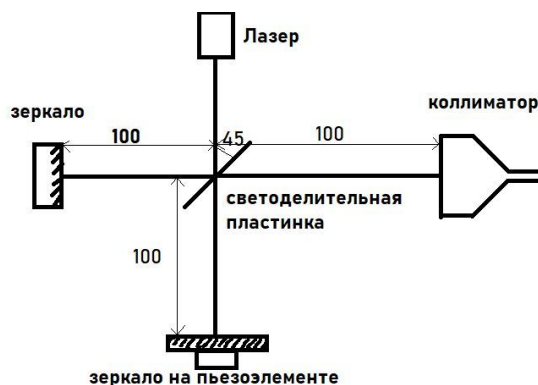 Лазер
зеркало
коллиматор
100
45
100
светоделительная
пластинка
100
зеркало на пьезоэлементе